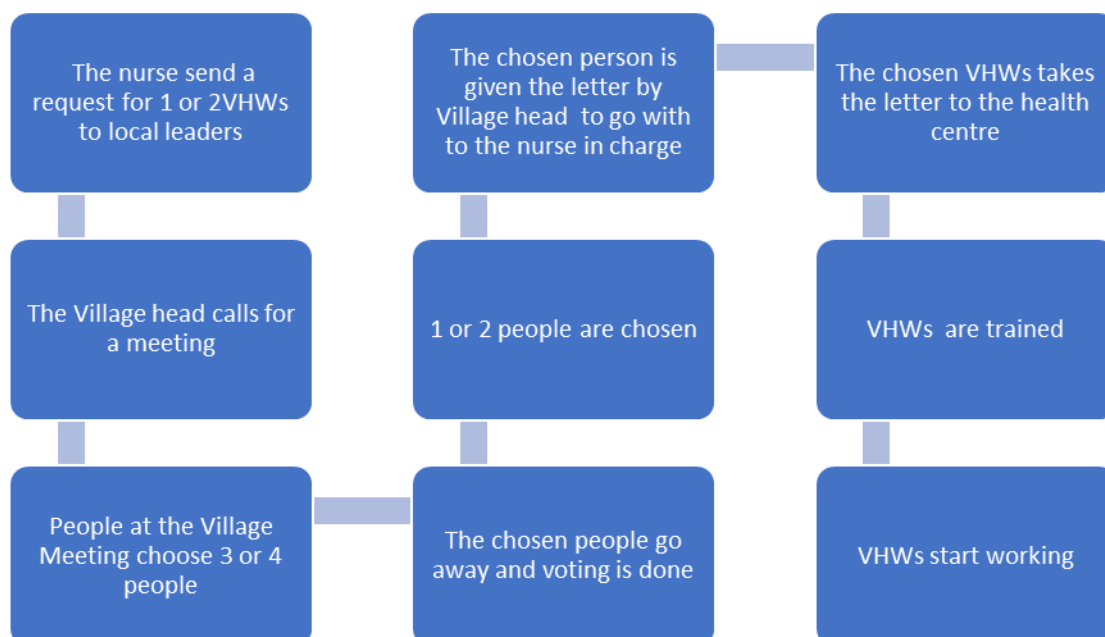 The nurse send a
request for 1 or 2VHWs
to local leaders
The Village head calls for
a meeting
People at the Village
Meeting choose 3 or 4
people
The chosen people go
away and voting is done
1 or 2 people are chosen
The chosen person is
given the letter by
Village head to go with
to the nurse in charge
The chosen VHWs takes
the letter to the health
centre
VHWs are trained
VHWs start working